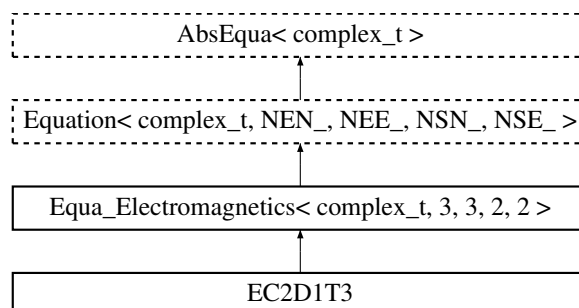 AbsEqua< complex_t >
Equation< complex_t, NEN_, NEE_, NSN_, NSE_ >
Equa_Electromagnetics< complex_t, 3, 3, 2, 2 >
EC2D1T3